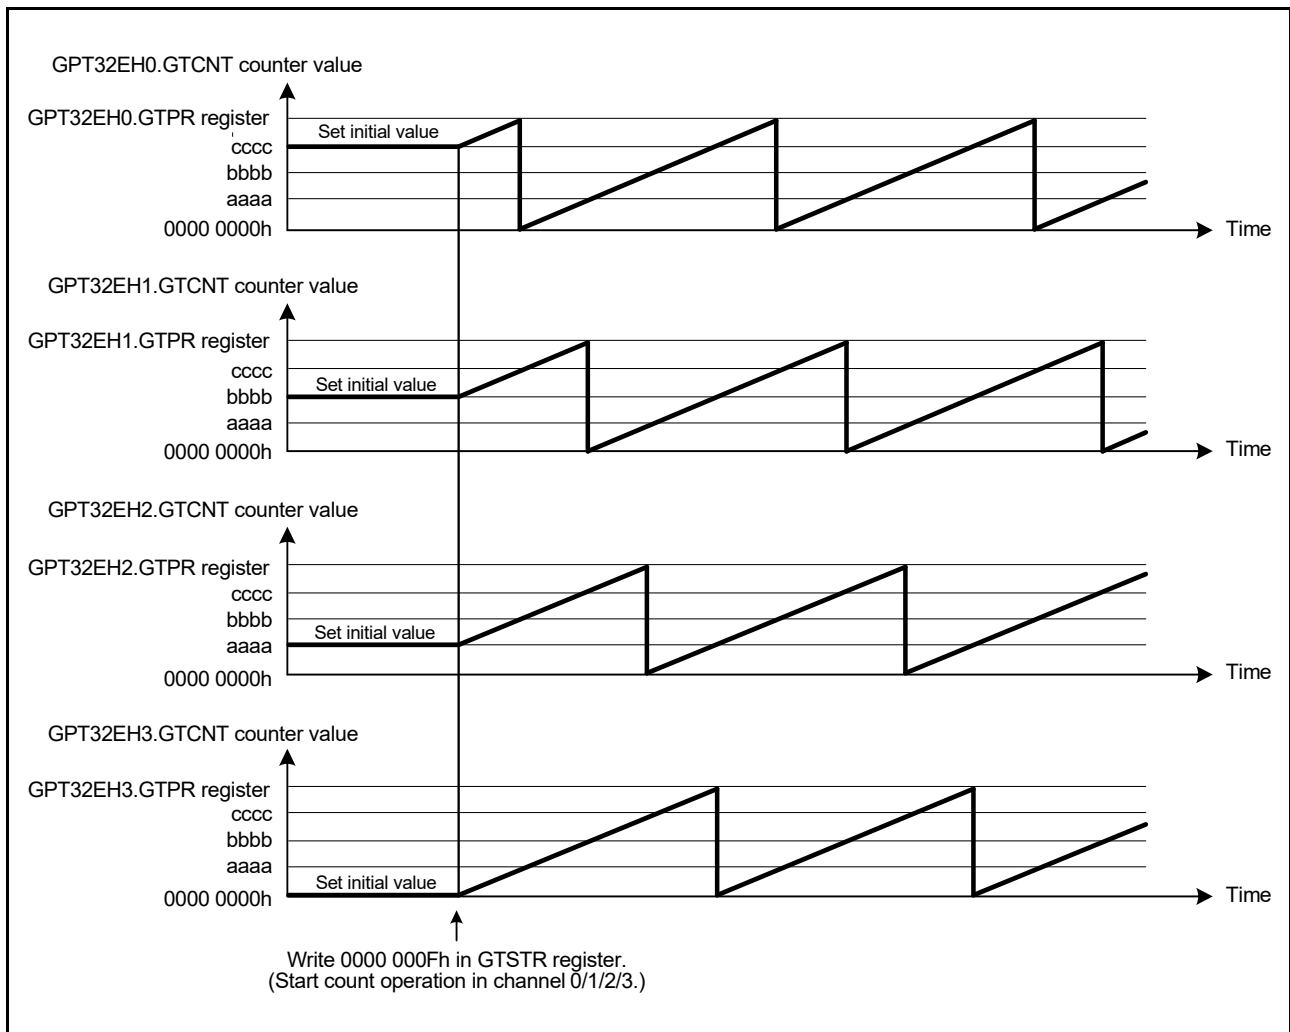 GPT32EH0.GTCNT counter value
GPT32EH0.GTPR register
Set initial value
cccc
bbbb
aaaa
0000 0000h
Time
GPT32EH1.GTCNT counter value
GPT32EH1.GTPR register
cccc
Set initial value
bbbb
aaaa
0000 0000h
Time
GPT32EH2.GTCNT counter value
GPT32EH2.GTPR register
cccc
bbbb
Set initial value
aaaa
0000 0000h
Time
GPT32EH3.GTCNT counter value
GPT32EH3.GTPR register
cccc
bbbb
aaaa
Set initial value
0000 0000h
Time
Write 0000 000Fh in GTSTR register.
(Start count operation in channel 0/1/2/3.)